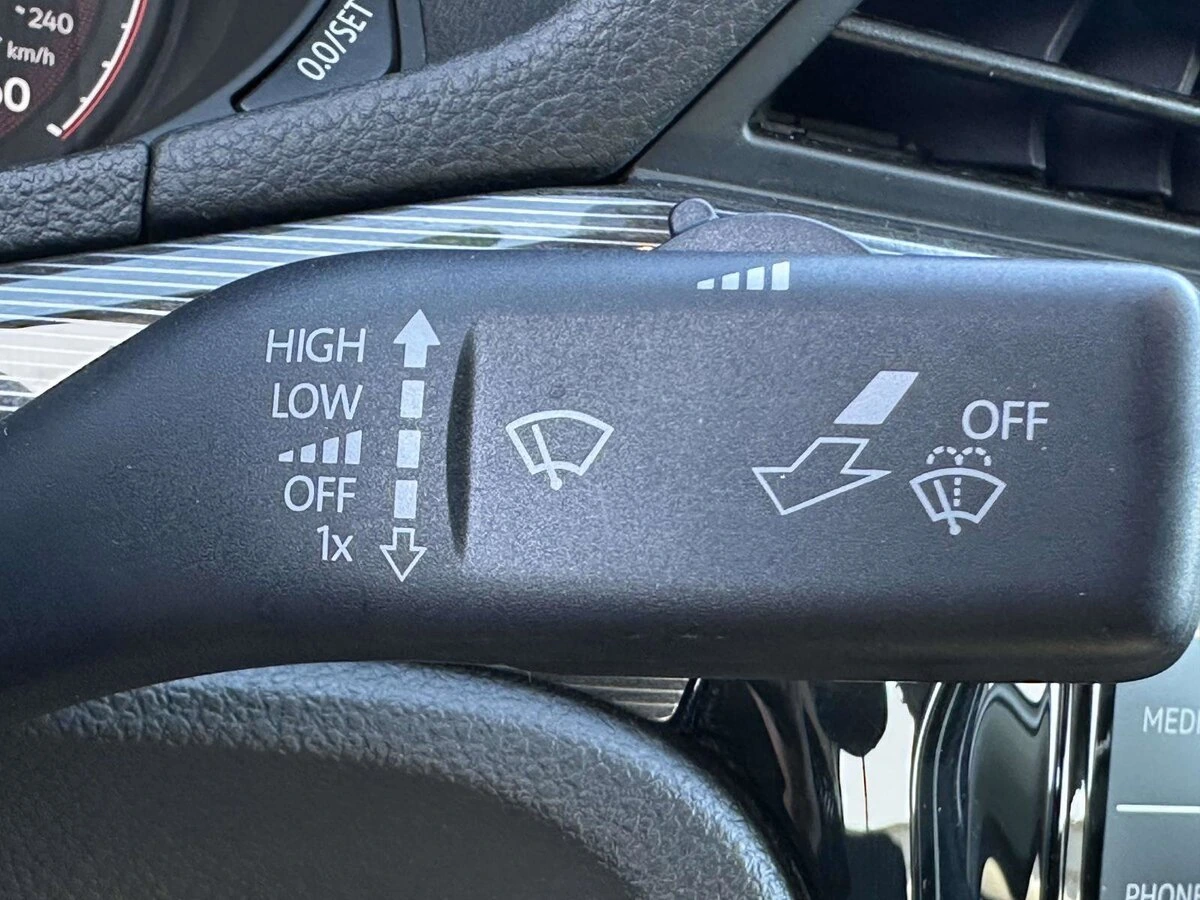 240
km/h
0.0/SET
HIGH
LOW
OFF
1x
OFF